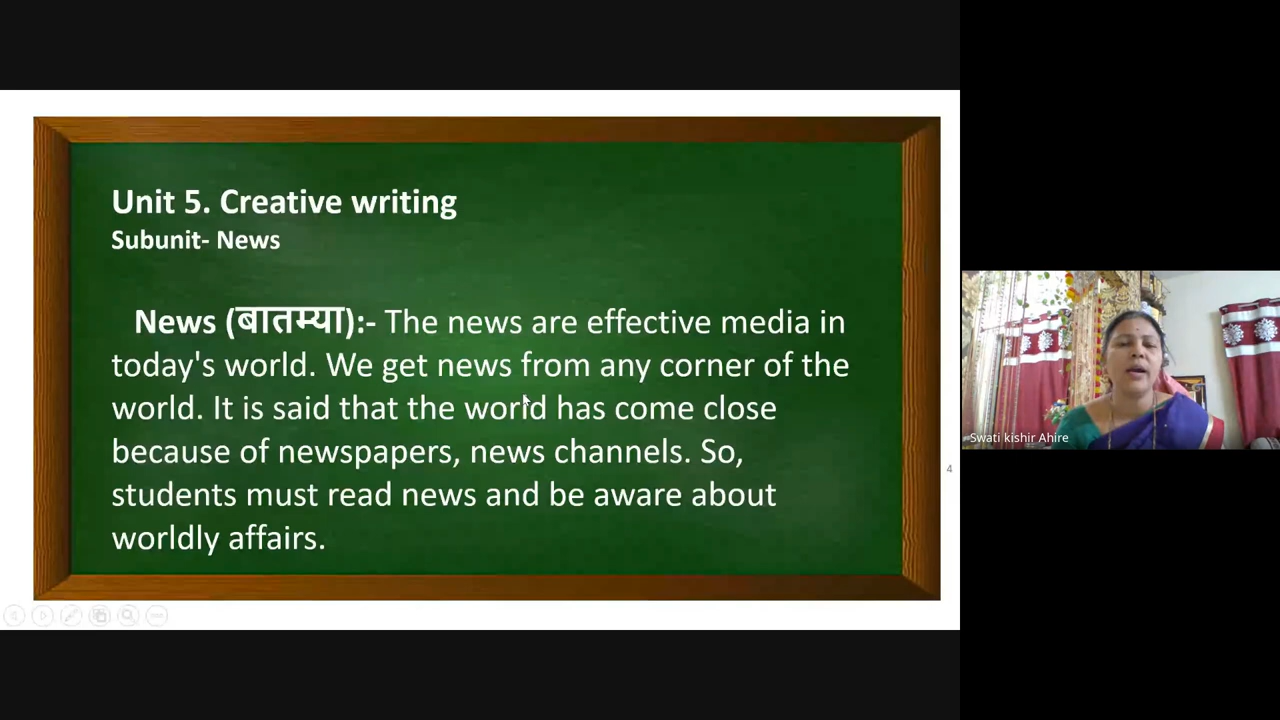 Unit 5. Creative writing
Subunit- News
News (बातम्या):- The news are effective media in
today's world. We get news from any corner of the
world. It is said that the world has come close
because of newspapers, news channels. So,
students must read news and be aware about
worldly affairs.
4
Swati kishir Ahire